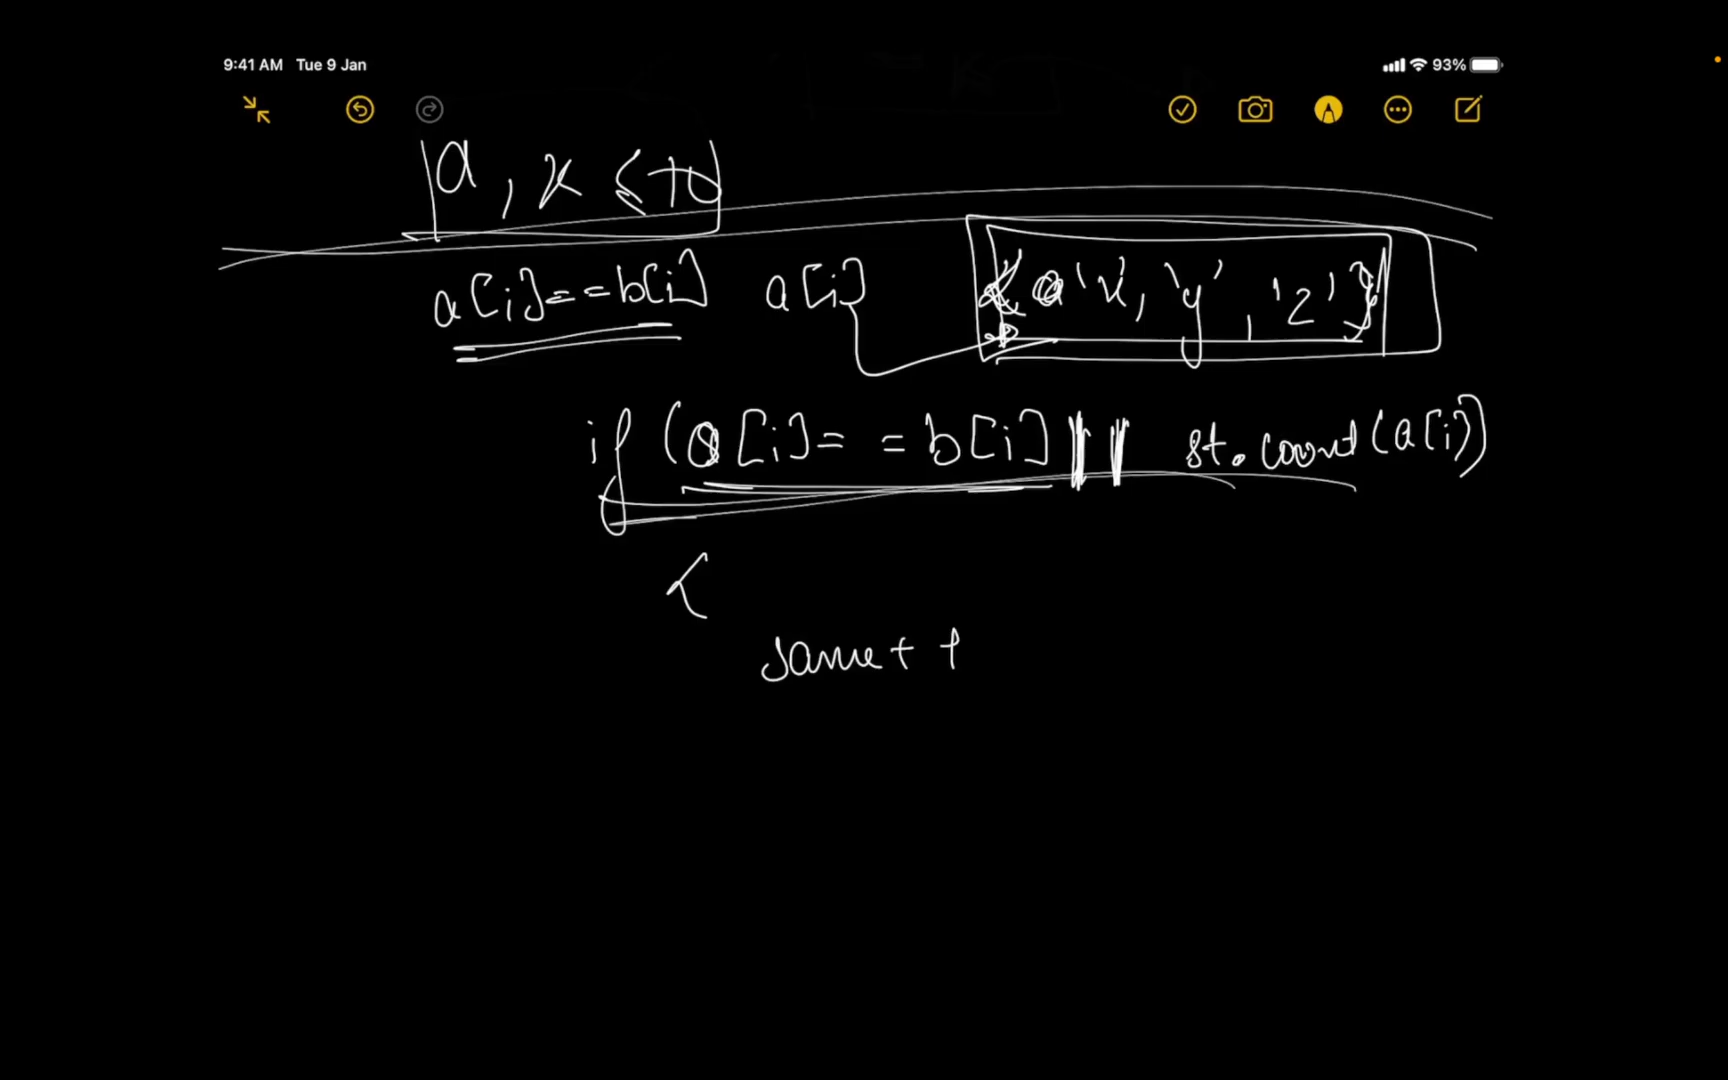 9:41 AM Tue 9 Jan 93%
a, k ≤ 10
a[i]==b[i] a[i] { 'x', 'y', 'z' }
if (a[i]==b[i] || st.count(a[i])
{
same++